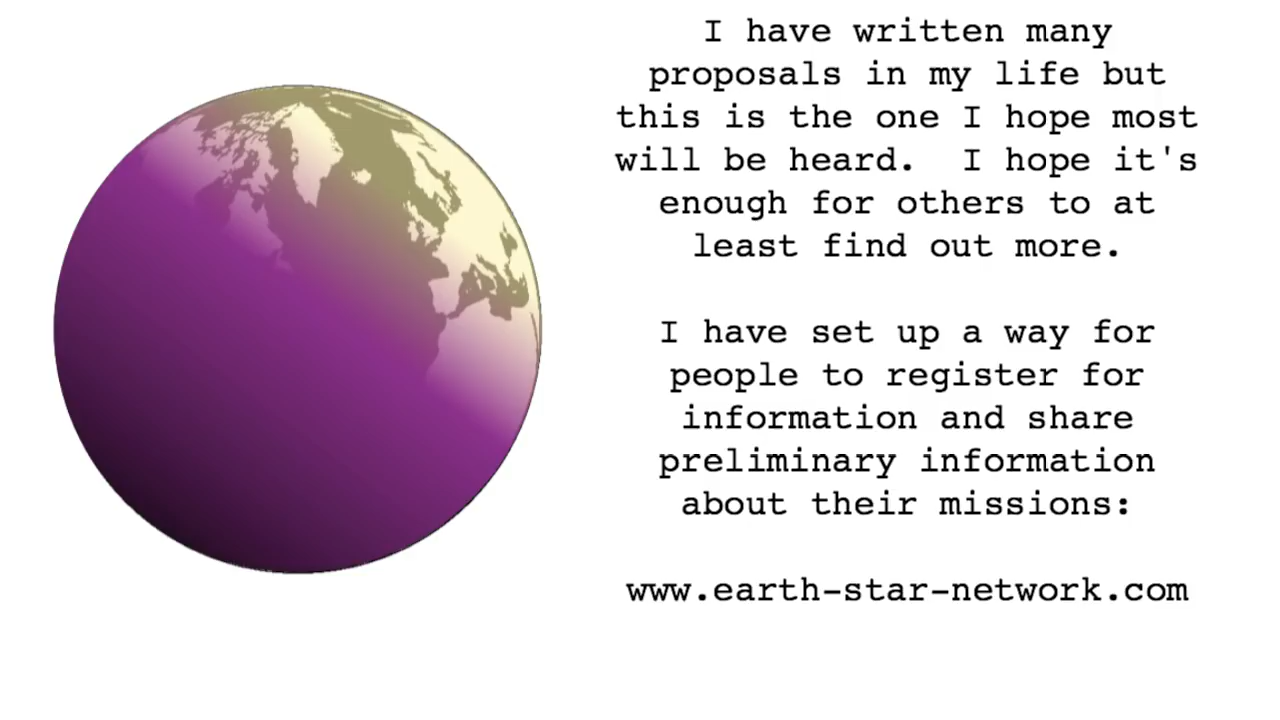 I have written many
proposals in my life but
this is the one I hope most
will be heard.  I hope it's
enough for others to at
least find out more.
I have set up a way for
people to register for
information and share
preliminary information
about their missions:
www.earth-star-network.com